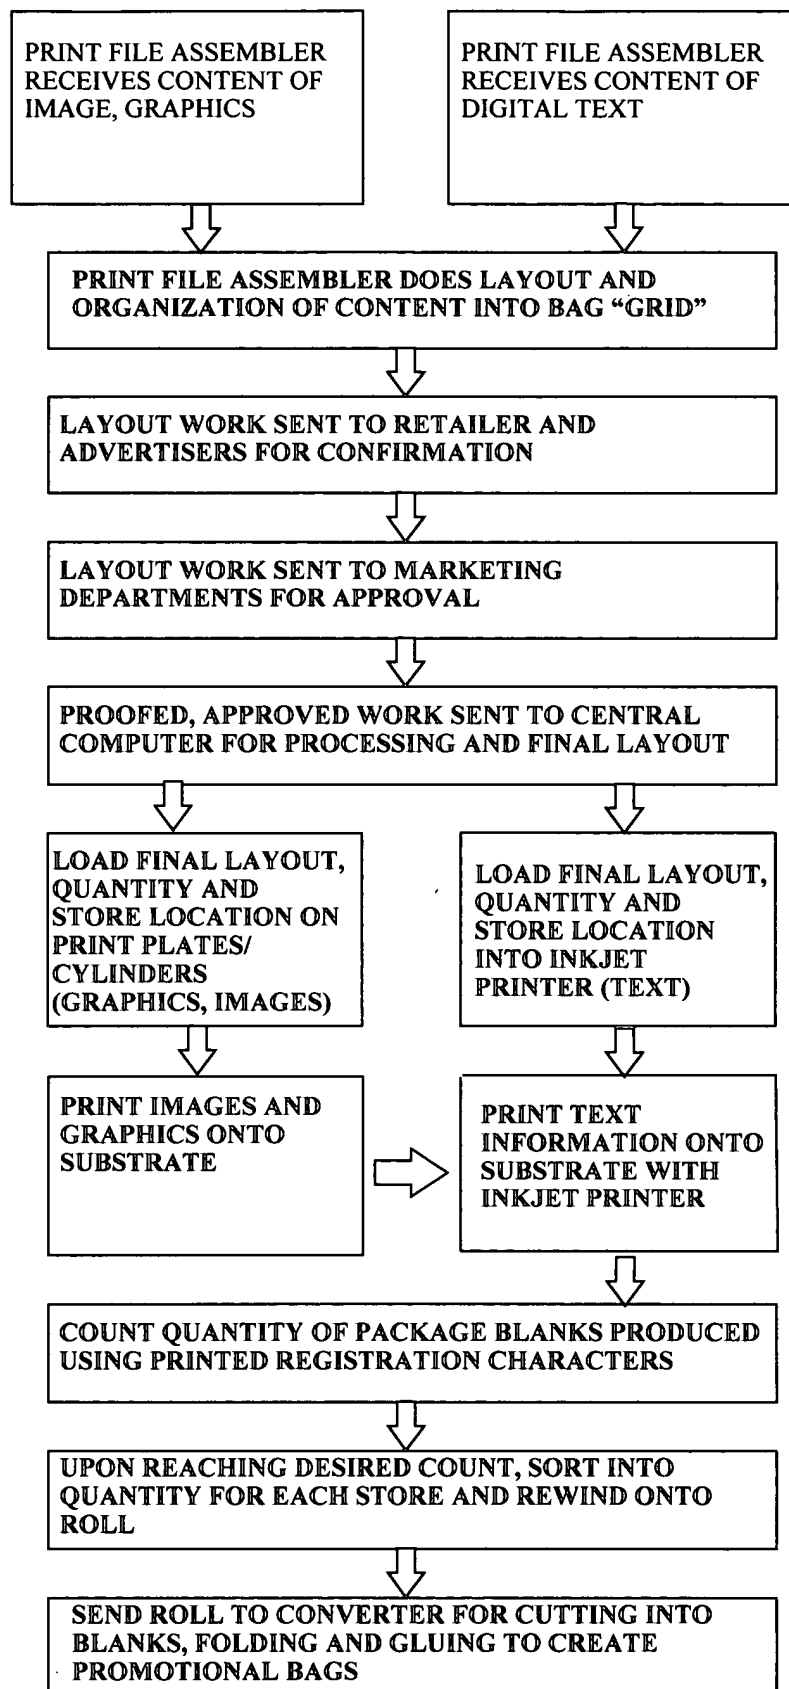 PRINT FILE ASSEMBLER
RECEIVES CONTENT OF
IMAGE, GRAPHICS
PRINT FILE ASSEMBLER
RECEIVES CONTENT OF
DIGITAL TEXT
PRINT FILE ASSEMBLER DOES LAYOUT AND
ORGANIZATION OF CONTENT INTO BAG “GRID”
LAYOUT WORK SENT TO RETAILER AND
ADVERTISERS FOR CONFIRMATION
LAYOUT WORK SENT TO MARKETING
DEPARTMENTS FOR APPROVAL
PROOFED, APPROVED WORK SENT TO CENTRAL
COMPUTER FOR PROCESSING AND FINAL LAYOUT
LOAD FINAL LAYOUT,
QUANTITY AND
STORE LOCATION ON
PRINT PLATES/
CYLINDERS
(GRAPHICS, IMAGES)
LOAD FINAL LAYOUT,
QUANTITY AND
STORE LOCATION
INTO INKJET
PRINTER (TEXT)
PRINT IMAGES AND
GRAPHICS ONTO
SUBSTRATE
PRINT TEXT
INFORMATION ONTO
SUBSTRATE WITH
INKJET PRINTER
COUNT QUANTITY OF PACKAGE BLANKS PRODUCED
USING PRINTED REGISTRATION CHARACTERS
UPON REACHING DESIRED COUNT, SORT INTO
QUANTITY FOR EACH STORE AND REWIND ONTO
ROLL
SEND ROLL TO CONVERTER FOR CUTTING INTO
BLANKS, FOLDING AND GLUING TO CREATE
PROMOTIONAL BAGS